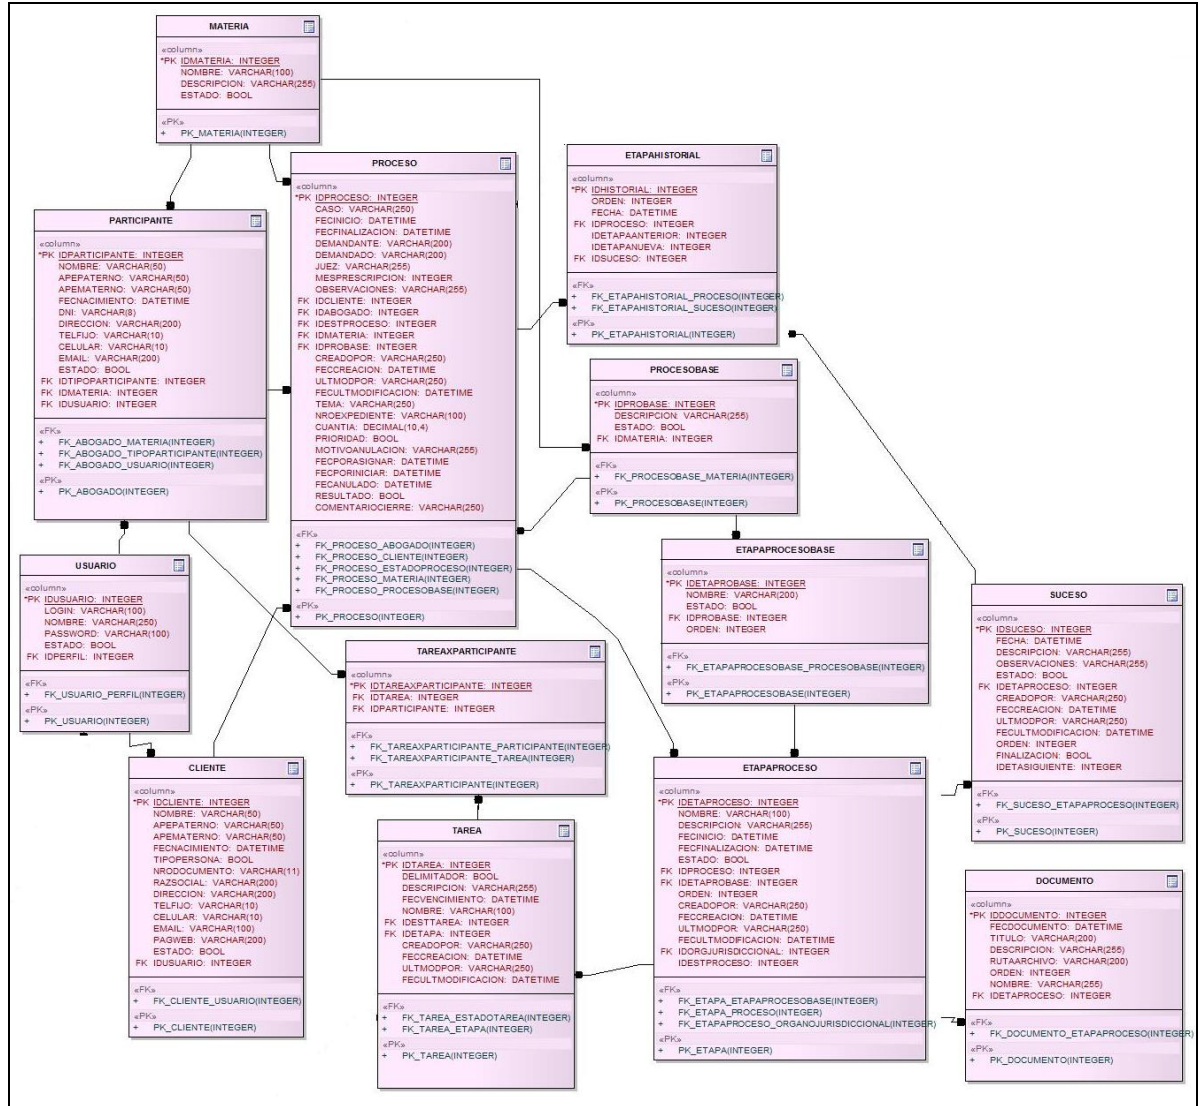 MATERIA
«column»
*PK IDMATERIA: INTEGER
NOMBRE: VARCHAR(100)
DESCRIPCION: VARCHAR(255)
ESTADO: BOOL
«PK»
+ PK_MATERIA(INTEGER)
PARTICIPANTE
«column»
*PK IDPARTICIPANTE: INTEGER
NOMBRE: VARCHAR(50)
APEPATERNO: VARCHAR(50)
APEMATERNO: VARCHAR(50)
FECNACIMIENTO: DATETIME
DNI: VARCHAR(8)
DIRECCION: VARCHAR(200)
TELFIJO: VARCHAR(10)
CELULAR: VARCHAR(10)
EMAIL: VARCHAR(200)
ESTADO: BOOL
FK IDTIPOPARTICIPANTE: INTEGER
FK IDMATERIA: INTEGER
FK IDUSUARIO: INTEGER
«FK»
+ FK_ABOGADO_MATERIA(INTEGER)
+ FK_ABOGADO_TIPOPARTICIPANTE(INTEGER)
+ FK_ABOGADO_USUARIO(INTEGER)
«PK»
+ PK_ABOGADO(INTEGER)
PROCESO
«column»
*PK IDPROCESO: INTEGER
CASO: VARCHAR(250)
FECINICIO: DATETIME
FECFINALIZACION: DATETIME
DEMANDANTE: VARCHAR(200)
DEMANDADO: VARCHAR(200)
JUEZ: VARCHAR(255)
MESPRESCRIPCION: INTEGER
OBSERVACIONES: VARCHAR(255)
FK IDCLIENTE: INTEGER
FK IDABOGADO: INTEGER
FK IDESTPROCESO: INTEGER
FK IDMATERIA: INTEGER
FK IDPROBASE: INTEGER
CREADOPOR: VARCHAR(250)
FECCREACION: DATETIME
ULTMODPOR: VARCHAR(250)
FECULTMODIFICACION: DATETIME
TEMA: VARCHAR(250)
NROEXPEDIENTE: VARCHAR(100)
CUANTIA: DECIMAL(10,4)
PRIORIDAD: BOOL
MOTIVOANULACION: VARCHAR(255)
FECPORASIGNAR: DATETIME
FECPORINICIAR: DATETIME
FECANULADO: DATETIME
RESULTADO: BOOL
COMENTARIOCIERRE: VARCHAR(250)
«FK»
+ FK_PROCESO_ABOGADO(INTEGER)
+ FK_PROCESO_CLIENTE(INTEGER)
+ FK_PROCESO_ESTADOPROCESO(INTEGER)
+ FK_PROCESO_MATERIA(INTEGER)
+ FK_PROCESO_PROCESOBASE(INTEGER)
«PK»
+ PK_PROCESO(INTEGER)
ETAPAHISTORIAL
«column»
*PK IDHISTORIAL: INTEGER
ORDEN: INTEGER
FECHA: DATETIME
FK IDPROCESO: INTEGER
IDETAPAANTERIOR: INTEGER
IDETAPANUEVA: INTEGER
FK IDSUCESO: INTEGER
«FK»
+ FK_ETAPAHISTORIAL_PROCESO(INTEGER)
+ FK_ETAPAHISTORIAL_SUCESO(INTEGER)
«PK»
+ PK_ETAPAHISTORIAL(INTEGER)
PROCESOBASE
«column»
*PK IDPROBASE: INTEGER
DESCRIPCION: VARCHAR(255)
ESTADO: BOOL
FK IDMATERIA: INTEGER
«FK»
+ FK_PROCESOBASE_MATERIA(INTEGER)
«PK»
+ PK_PROCESOBASE(INTEGER)
ETAPAPROCESOBASE
«column»
*PK IDETAPROBASE: INTEGER
NOMBRE: VARCHAR(200)
ESTADO: BOOL
FK IDPROBASE: INTEGER
ORDEN: INTEGER
«FK»
+ FK_ETAPAPROCESOBASE_PROCESOBASE(INTEGER)
«PK»
+ PK_ETAPAPROCESOBASE(INTEGER)
USUARIO
«column»
*PK IDUSUARIO: INTEGER
LOGIN: VARCHAR(100)
NOMBRE: VARCHAR(250)
PASSWORD: VARCHAR(100)
ESTADO: BOOL
FK IDPERFIL: INTEGER
«FK»
+ FK_USUARIO_PERFIL(INTEGER)
«PK»
+ PK_USUARIO(INTEGER)
SUCESO
«column»
*PK IDSUCESO: INTEGER
FECHA: DATETIME
DESCRIPCION: VARCHAR(255)
OBSERVACIONES: VARCHAR(255)
ESTADO: BOOL
FK IDETAPROCESO: INTEGER
CREADOPOR: VARCHAR(250)
FECCREACION: DATETIME
ULTMODPOR: VARCHAR(250)
FECULTMODIFICACION: DATETIME
ORDEN: INTEGER
FINALIZACION: BOOL
IDETASIGUIENTE: INTEGER
«FK»
+ FK_SUCESO_ETAPAPROCESO(INTEGER)
«PK»
+ PK_SUCESO(INTEGER)
TAREAXPARTICIPANTE
«column»
*PK IDTAREAXPARTICIPANTE: INTEGER
FK IDTAREA: INTEGER
FK IDPARTICIPANTE: INTEGER
«FK»
+ FK_TAREAXPARTICIPANTE_PARTICIPANTE(INTEGER)
+ FK_TAREAXPARTICIPANTE_TAREA(INTEGER)
«PK»
+ PK_TAREAXPARTICIPANTE(INTEGER)
CLIENTE
«column»
*PK IDCLIENTE: INTEGER
NOMBRE: VARCHAR(50)
APEPATERNO: VARCHAR(50)
APEMATERNO: VARCHAR(50)
FECNACIMIENTO: DATETIME
TIPOPERSONA: BOOL
NRODOCUMENTO: VARCHAR(11)
RAZSOCIAL: VARCHAR(200)
DIRECCION: VARCHAR(200)
TELFIJO: VARCHAR(10)
CELULAR: VARCHAR(10)
EMAIL: VARCHAR(100)
PAGWEB: VARCHAR(200)
ESTADO: BOOL
FK IDUSUARIO: INTEGER
«FK»
+ FK_CLIENTE_USUARIO(INTEGER)
«PK»
+ PK_CLIENTE(INTEGER)
TAREA
«column»
*PK IDTAREA: INTEGER
DELIMITADOR: BOOL
DESCRIPCION: VARCHAR(255)
FECVENCIMIENTO: DATETIME
NOMBRE: VARCHAR(100)
FK IDESTTAREA: INTEGER
FK IDETAPA: INTEGER
CREADOPOR: VARCHAR(250)
FECCREACION: DATETIME
ULTMODPOR: VARCHAR(250)
FECULTMODIFICACION: DATETIME
«FK»
+ FK_TAREA_ESTADOTAREA(INTEGER)
+ FK_TAREA_ETAPA(INTEGER)
«PK»
+ PK_TAREA(INTEGER)
ETAPAPROCESO
«column»
*PK IDETAPROCESO: INTEGER
NOMBRE: VARCHAR(100)
DESCRIPCION: VARCHAR(255)
FECINICIO: DATETIME
FECFINALIZACION: DATETIME
ESTADO: BOOL
FK IDPROCESO: INTEGER
FK IDETAPROBASE: INTEGER
ORDEN: INTEGER
CREADOPOR: VARCHAR(250)
FECCREACION: DATETIME
ULTMODPOR: VARCHAR(250)
FECULTMODIFICACION: DATETIME
FK IDORGJURISDICCIONAL: INTEGER
IDESTPROCESO: INTEGER
«FK»
+ FK_ETAPA_ETAPAPROCESOBASE(INTEGER)
+ FK_ETAPA_PROCESO(INTEGER)
+ FK_ETAPAPROCESO_ORGANOJURISDICCIONAL(INTEGER)
«PK»
+ PK_ETAPA(INTEGER)
DOCUMENTO
«column»
*PK IDDOCUMENTO: INTEGER
FECDOCUMENTO: DATETIME
TITULO: VARCHAR(200)
DESCRIPCION: VARCHAR(255)
RUTAARCHIVO: VARCHAR(200)
ORDEN: INTEGER
NOMBRE: VARCHAR(255)
FK IDETAPROCESO: INTEGER
«FK»
+ FK_DOCUMENTO_ETAPAPROCESO(INTEGER)
«PK»
+ PK_DOCUMENTO(INTEGER)